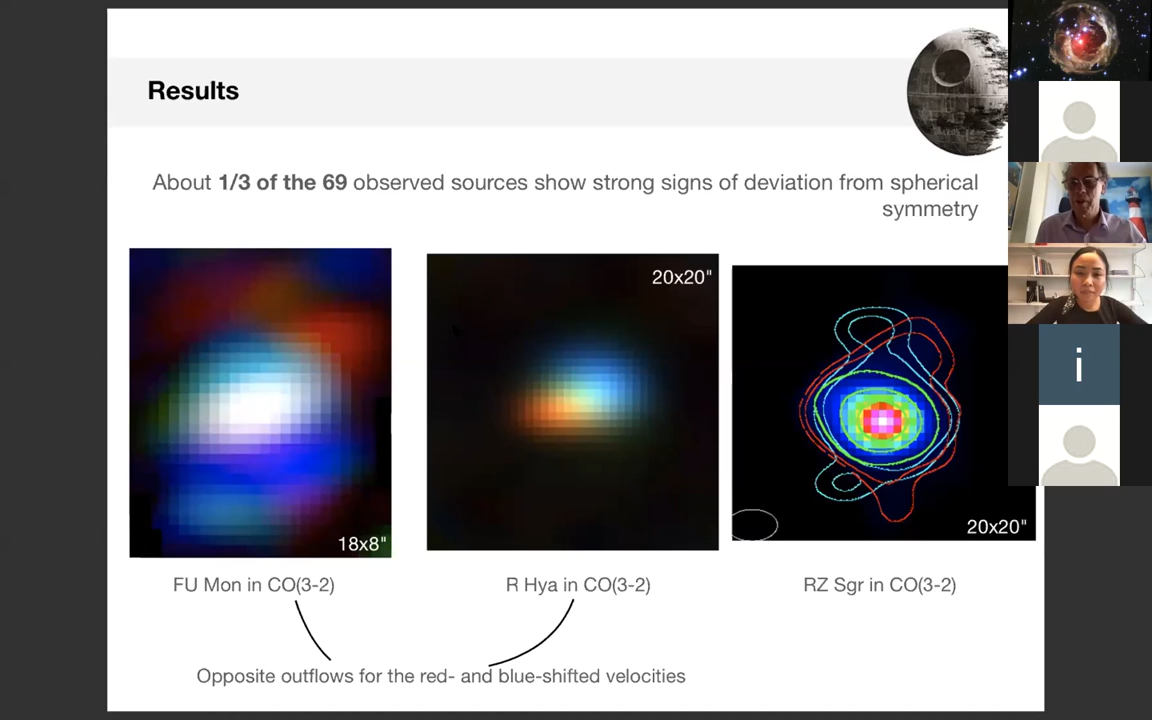 Results
About 1/3 of the 69 observed sources show strong signs of deviation from spherical
symmetry
20x20"
18x8"
20x20"
FU Mon in CO(3-2)
R Hya in CO(3-2)
RZ Sgr in CO(3-2)
Opposite outflows for the red- and blue-shifted velocities
i